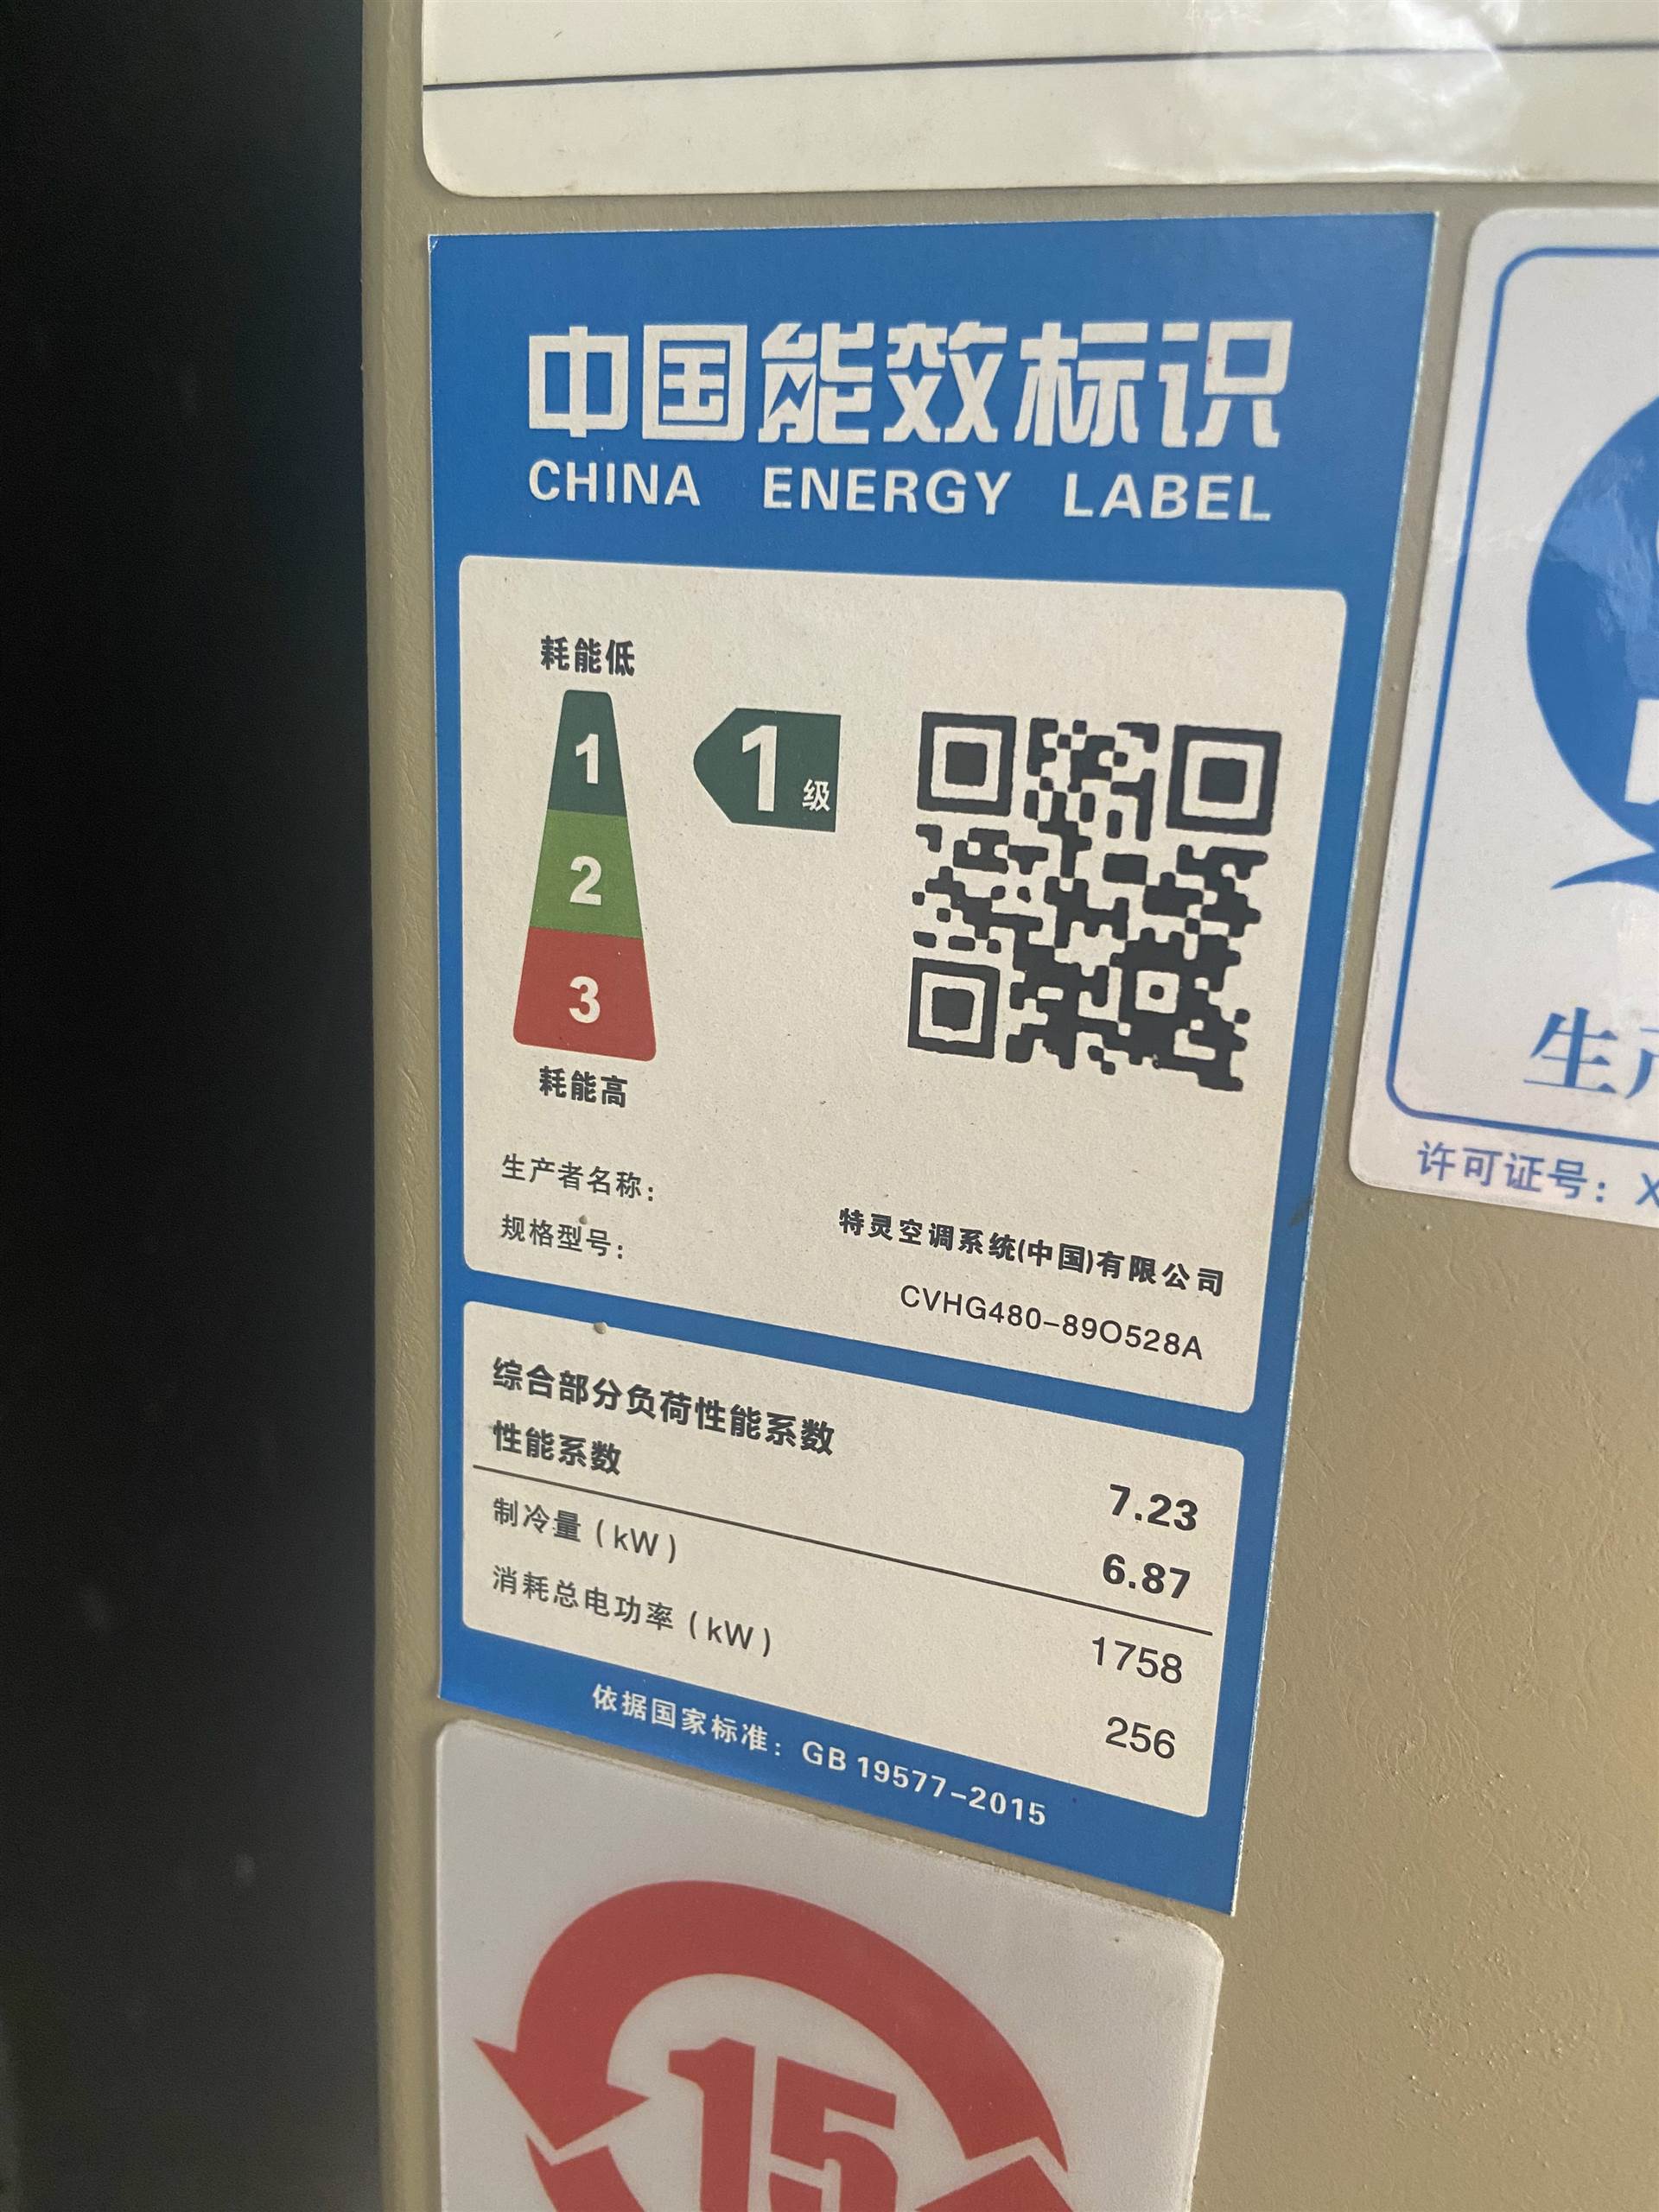 中国能效标识
CHINA ENERGY LABEL
耗能低
1
1级
2
3
耗能高
生产者名称：
特灵空调系统(中国)有限公司
规格型号：
CVHG480-89O528A
综合部分负荷性能系数 7.23
性能系数 6.87
制冷量（kW） 1758
消耗总电功率（kW） 256
依据国家标准：GB 19577-2015
生产
许可证号：X
15